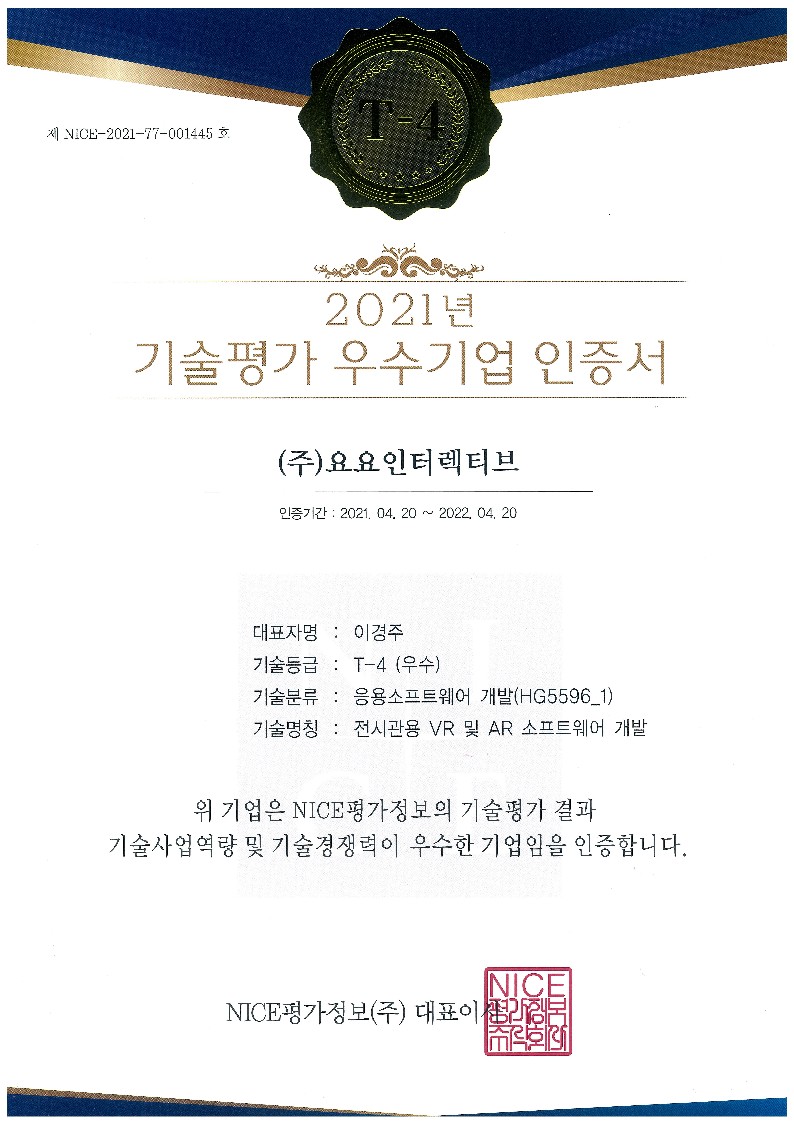 T-4
제 NICE-2021-77-001445 호
2021년
기술평가 우수기업 인증서
(주)요요인터렉티브
인증기간 : 2021. 04. 20 ~ 2022. 04. 20
대표자명 : 이경주
기술등급 : T-4 (우수)
기술분류 : 응용소프트웨어 개발(HG5596_1)
기술명칭 : 전시관용 VR 및 AR 소프트웨어 개발
위 기업은 NICE평가정보의 기술평가 결과
기술사업역량 및 기술경쟁력이 우수한 기업임을 인증합니다.
NICE평가정보(주) 대표이사
NICE